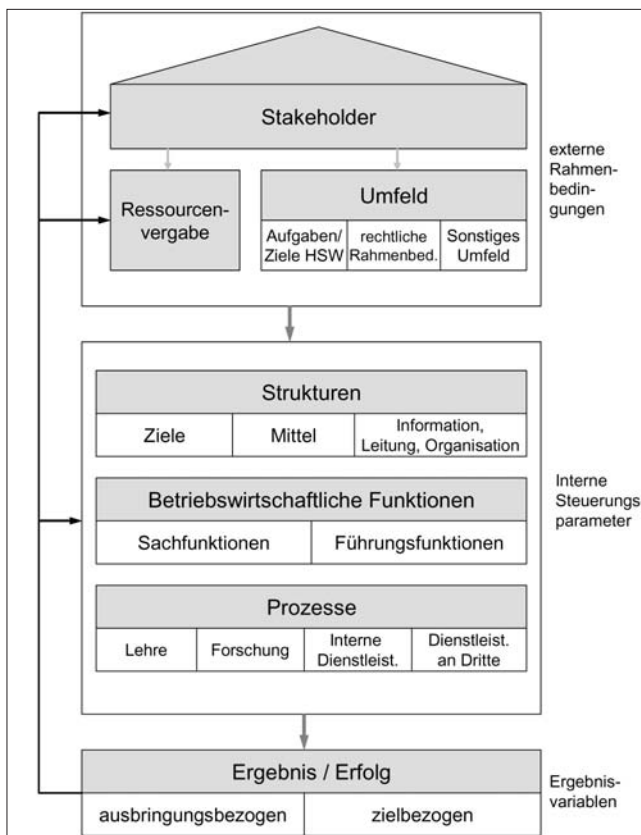 Stakeholder
externe
Rahmen-
bedin-
gungen
Ressourcen-
vergabe
Umfeld
Aufgaben/
Ziele HSW
rechtliche
Rahmenbed.
Sonstiges
Umfeld
Strukturen
Ziele
Mittel
Information,
Leitung, Organisation
Betriebswirtschaftliche Funktionen
Sachfunktionen
Führungsfunktionen
Interne
Steuerungs
parameter
Prozesse
Lehre
Forschung
Interne
Dienstleist.
Dienstleist.
an Dritte
Ergebnis / Erfolg
ausbringungsbezogen
zielbezogen
Ergebnis-
variablen